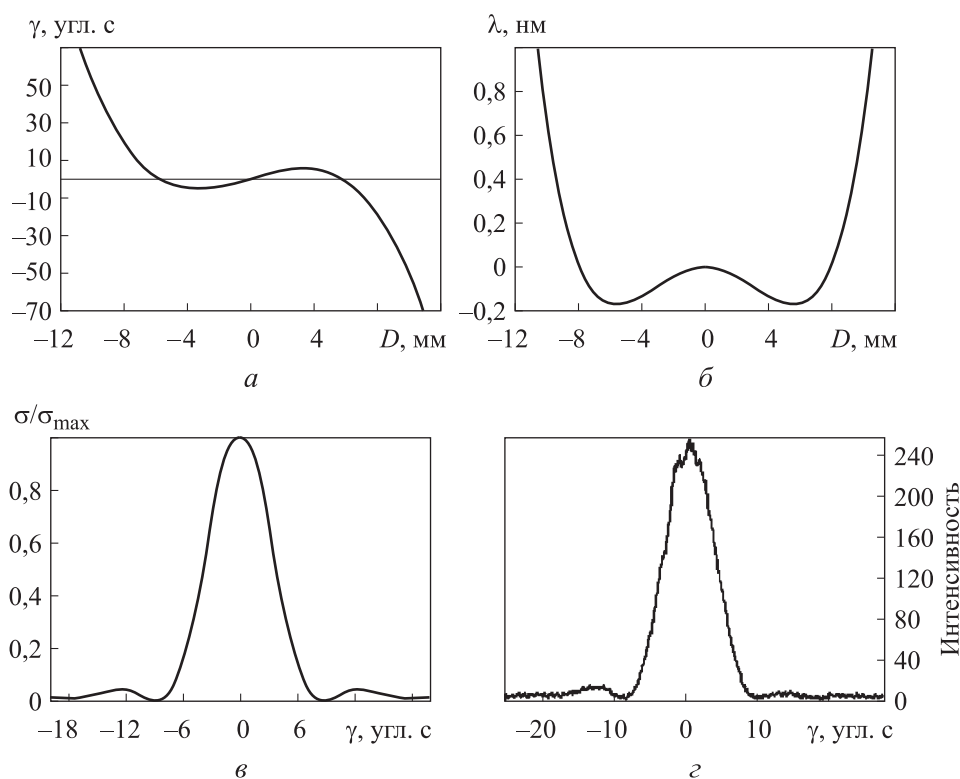 γ, угл. с
50
30
10
–10
–30
–50
–70
–12 –8 –4 0 4 D, мм
а
λ, нм
0,8
0,6
0,4
0,2
0
–0,2
–12 –8 –4 0 4 D, мм
б
σ/σmax
0,8
0,6
0,4
0,2
0
–18 –12 –6 0 6 γ, угл. с
в
240
200
160
120
80
40
0
Интенсивность
–20 –10 0 10 γ, угл. с
г